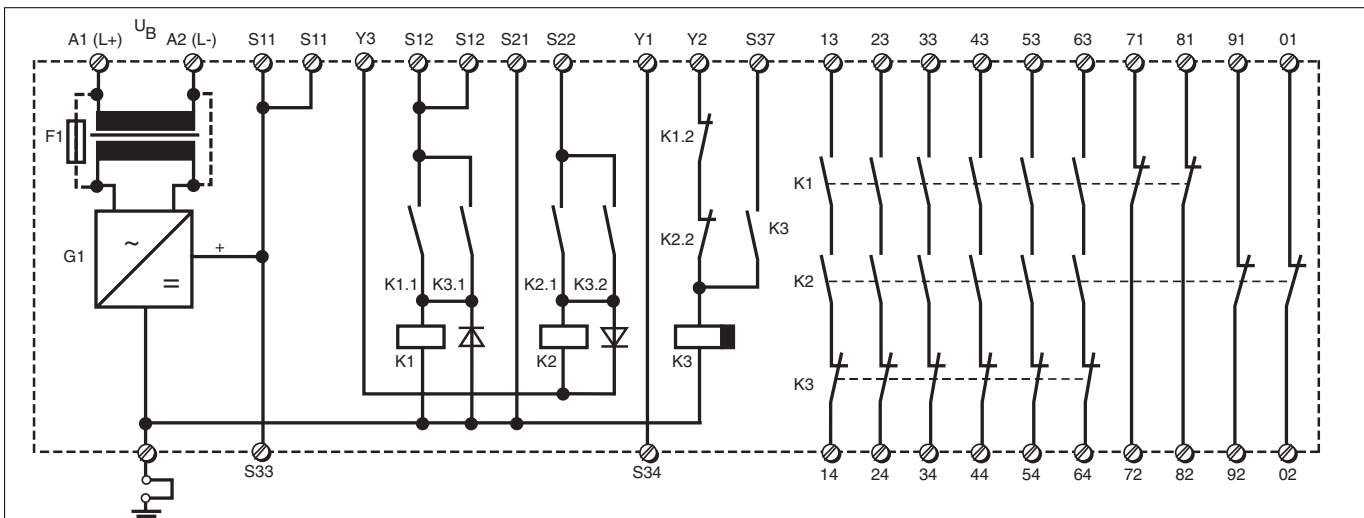 U_B
A1 (L+) A2 (L-) S11 S11 Y3 S12 S12 S21 S22 Y1 Y2 S37 13 23 33 43 53 63 71 81 91 01
F1
K1.2
K1
G1 ~ + =
K2.2 K3
K1.1 K3.1 K2.1 K3.2
K2
K1 K2 K3
K3
S33 S34
14 24 34 44 54 64 72 82 92 02